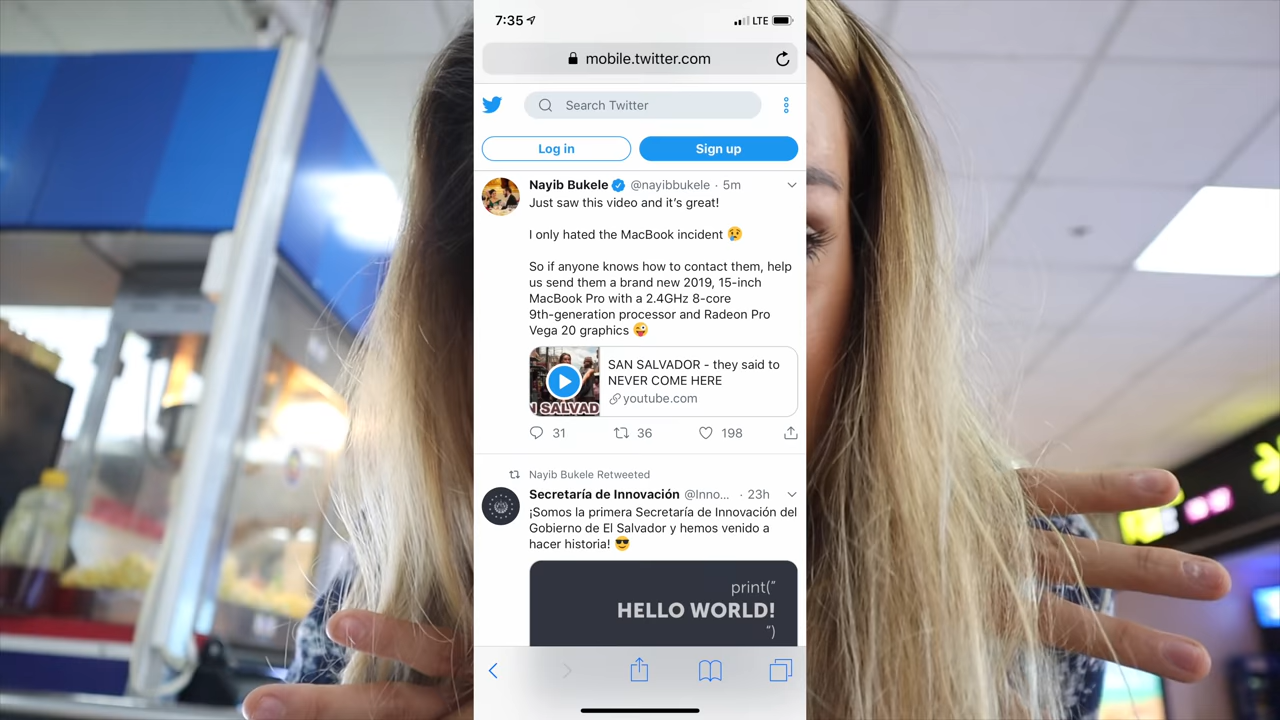 7:35
LTE
mobile.twitter.com
Search Twitter
Log in
Sign up
Nayib Bukele @nayibbukele · 5m
Just saw this video and it’s great!
I only hated the MacBook incident 😢
So if anyone knows how to contact them, help
us send them a brand new 2019, 15-inch
MacBook Pro with a 2.4GHz 8-core
9th-generation processor and Radeon Pro
Vega 20 graphics 😜
N SALVAD
SAN SALVADOR - they said to
NEVER COME HERE
youtube.com
31
36
198
Nayib Bukele Retweeted
Secretaría de Innovación @Inno... · 23h
¡Somos la primera Secretaría de Innovación del
Gobierno de El Salvador y hemos venido a
hacer historia! 😎
print("
HELLO WORLD!
")